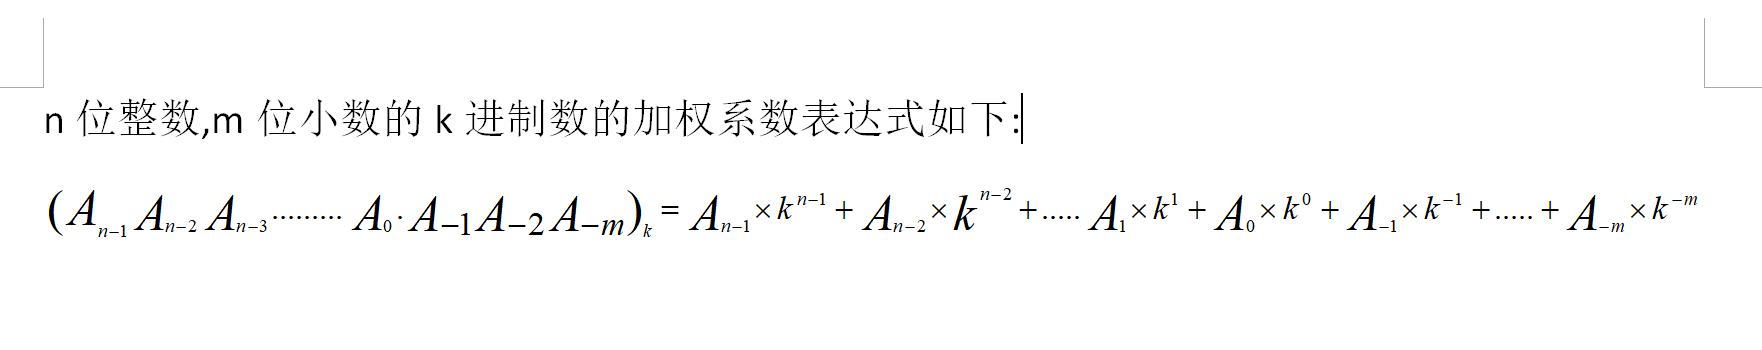 n 位整数,m 位小数的 k 进制数的加权系数表达式如下:
(A_{n-1} A_{n-2} A_{n-3} ......... A_0 . A_{-1} A_{-2} A_{-m})_k = A_{n-1} × k^{n-1} + A_{n-2} × k^{n-2} + ..... A_1 × k^1 + A_0 × k^0 + A_{-1} × k^{-1} + ..... + A_{-m} × k^{-m}